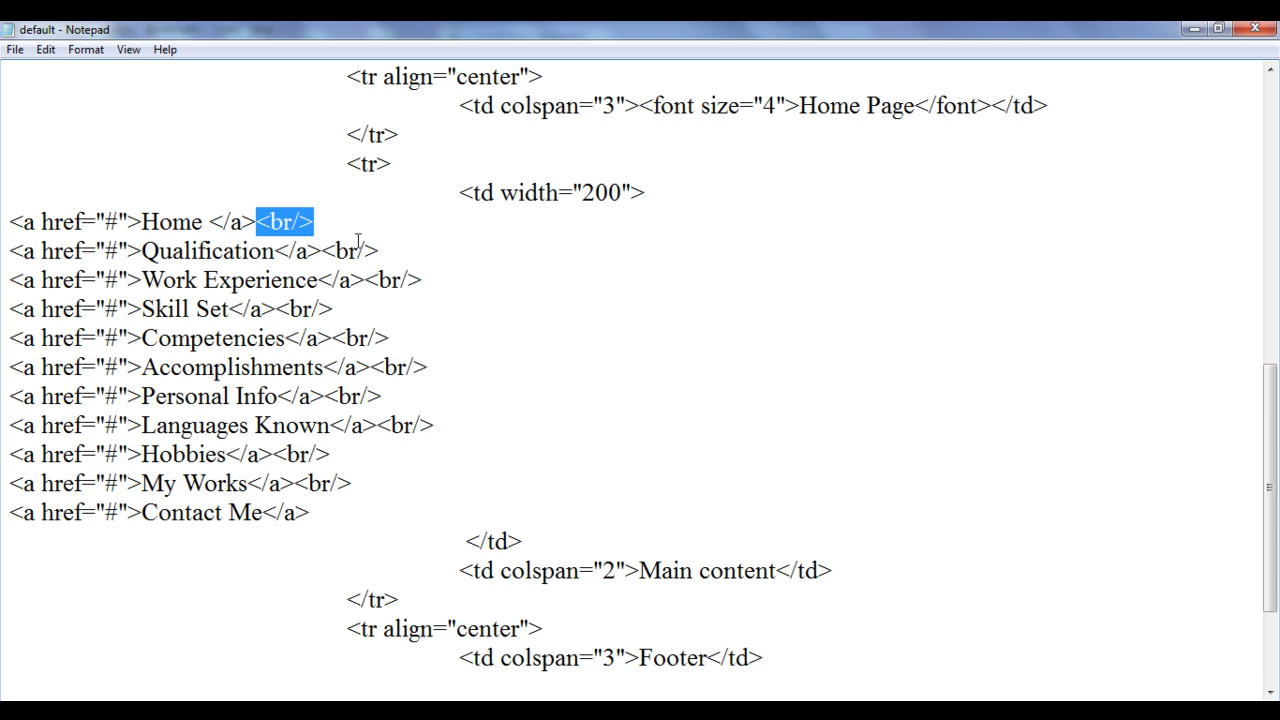 default - Notepad
File Edit Format View Help
<tr align="center">
<td colspan="3"><font size="4">Home Page</font></td>
</tr>
<tr>
<td width="200">
<a href="#">Home </a><br/>
<a href="#">Qualification</a><br/>
<a href="#">Work Experience</a><br/>
<a href="#">Skill Set</a><br/>
<a href="#">Competencies</a><br/>
<a href="#">Accomplishments</a><br/>
<a href="#">Personal Info</a><br/>
<a href="#">Languages Known</a><br/>
<a href="#">Hobbies</a><br/>
<a href="#">My Works</a><br/>
<a href="#">Contact Me</a>
</td>
<td colspan="2">Main content</td>
</tr>
<tr align="center">
<td colspan="3">Footer</td>